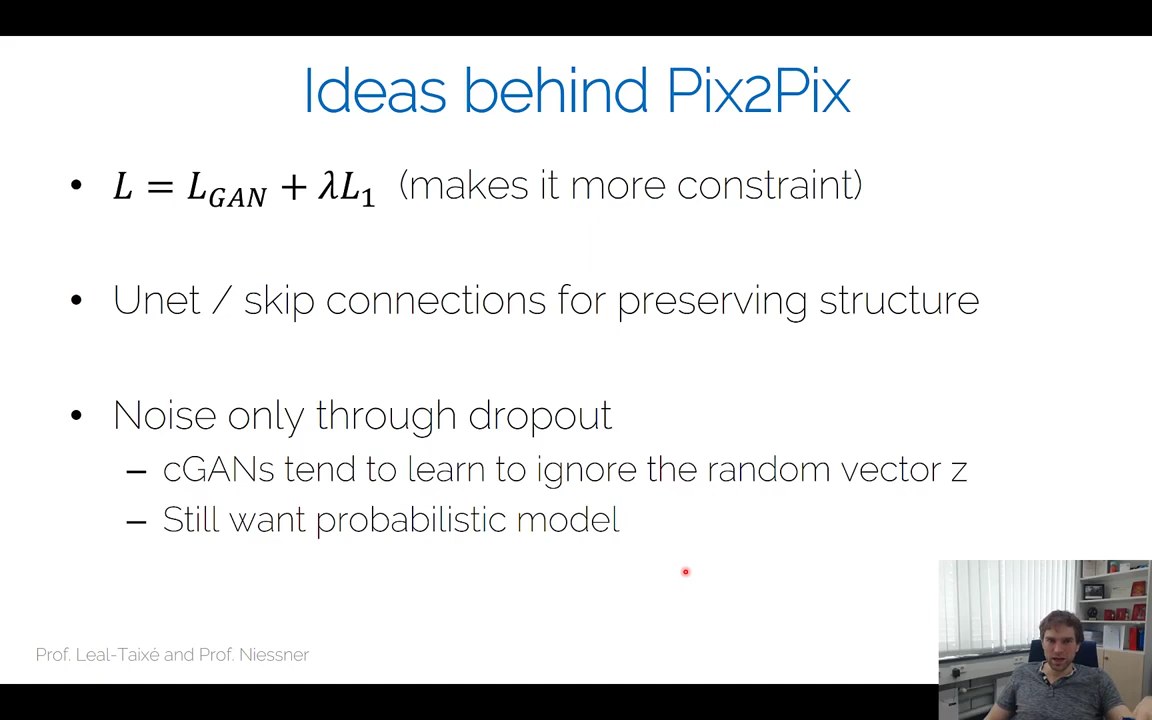 Ideas behind Pix2Pix
• L = L_GAN + λL_1 (makes it more constraint)
• Unet / skip connections for preserving structure
• Noise only through dropout
– cGANs tend to learn to ignore the random vector z
– Still want probabilistic model
Prof. Leal-Taixé and Prof. Niessner